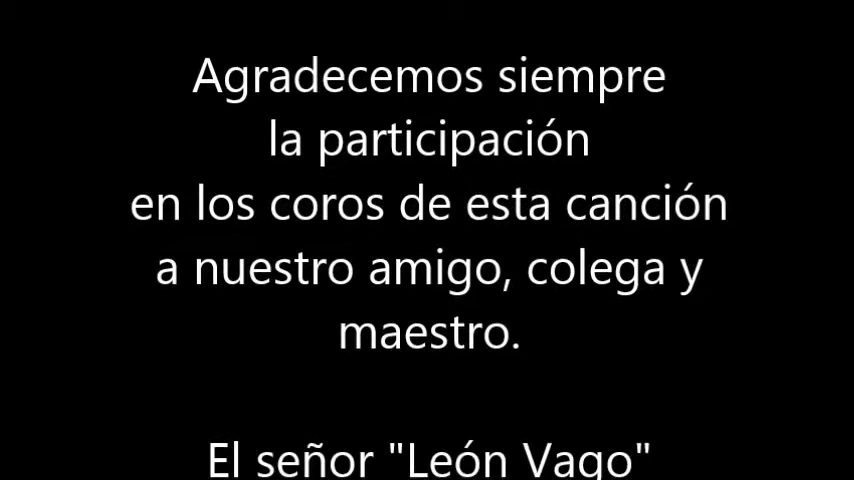 Agradecemos siempre
la participación
en los coros de esta canción
a nuestro amigo, colega y
maestro.
El señor "León Vago"